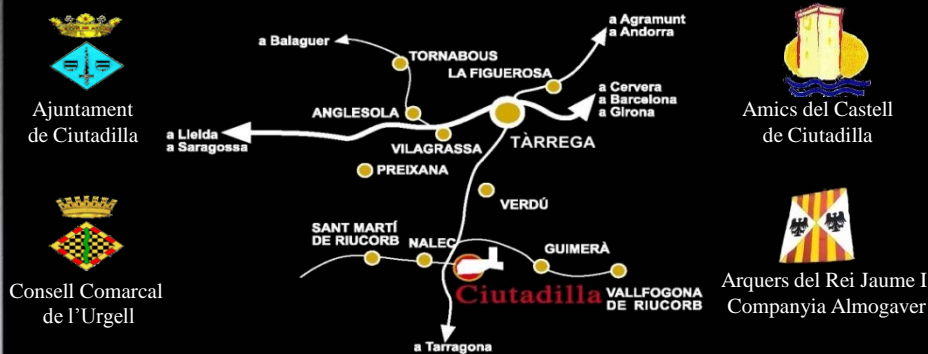 Ajuntament
de Ciutadilla
Consell Comarcal
de l’Urgell
a Balaguer
TORNABOUS
LA FIGUEROSA
a Agramunt
a Andorra
ANGLESOLA
a Cervera
a Barcelona
a Girona
a Lleida
a Saragossa
VILAGRASSA
TÀRREGA
PREIXANA
VERDÚ
SANT MARTÍ
DE RIUCORB
NALEC
GUIMERÀ
Ciutadilla
VALLFOGONA
DE RIUCORB
a Tarragona
Amics del Castell
de Ciutadilla
Arquers del Rei Jaume I
Companyia Almogaver